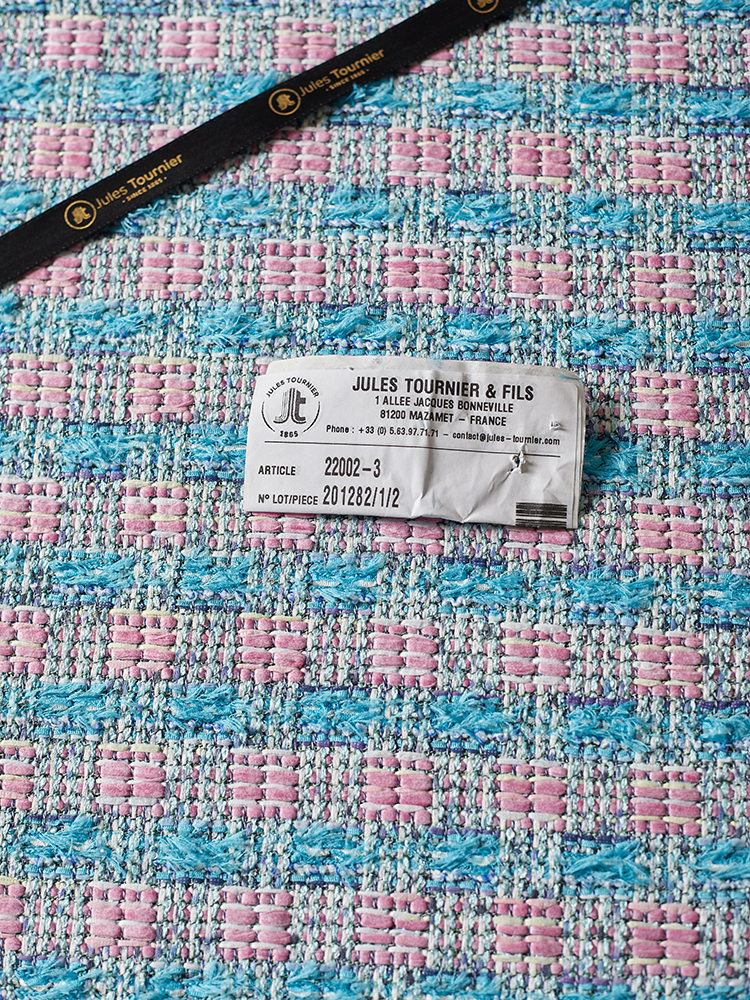 Jules Tournier
· SINCE 1865 ·
Jules Tournier
· SINCE 1865 ·
JULES TOURNIER
Jt
1865
JULES TOURNIER & FILS
1 ALLEE JACQUES BONNEVILLE
81200 MAZAMET – FRANCE
Phone : +33 (0) 5.63.97.71.71 – contact@jules-tournier.com
ARTICLE 22002-3
N° LOT/PIECE 201282/1/2